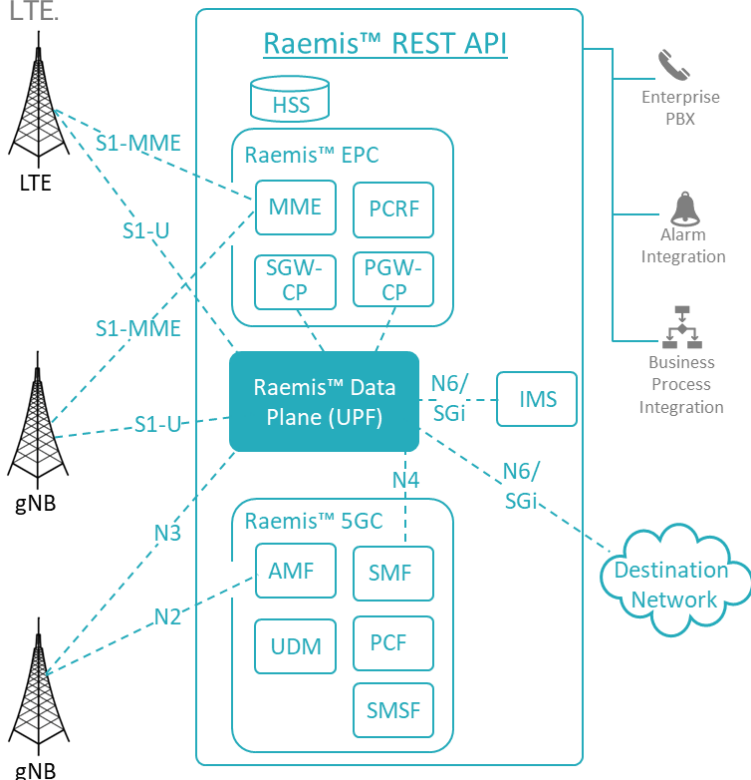 LTE.
Raemis™ REST API
HSS
Enterprise
PBX
S1-MME
Raemis™ EPC
LTE
MME
PCRF
S1-U
Alarm
Integration
SGW-
CP
PGW-
CP
S1-MME
Business
Process
Integration
Raemis™ Data
Plane (UPF)
N6/
SGi
IMS
S1-U
gNB
N4
N6/
SGi
Raemis™ 5GC
N3
AMF
SMF
Destination
Network
N2
UDM
PCF
SMSF
gNB